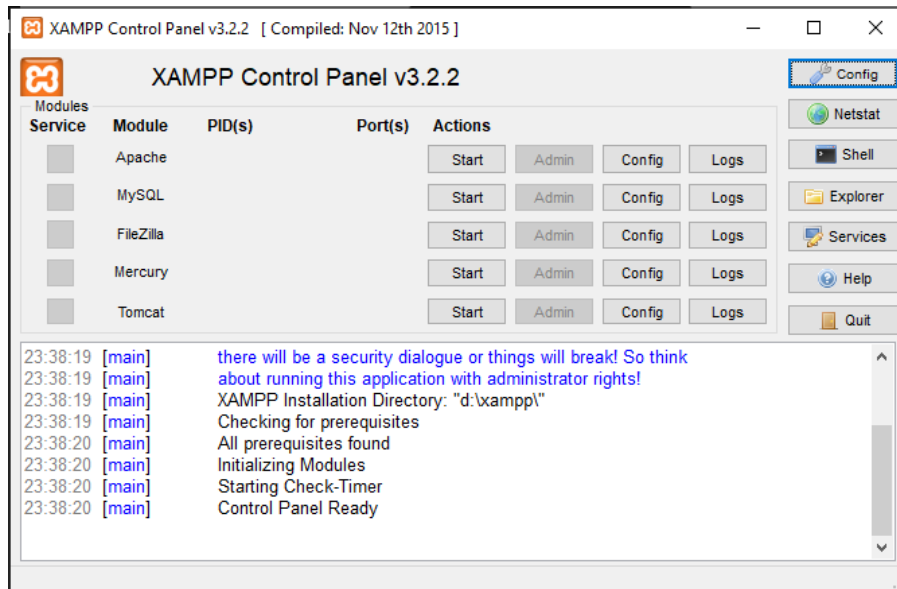 XAMPP Control Panel v3.2.2 [ Compiled: Nov 12th 2015 ]
XAMPP Control Panel v3.2.2
Config
Modules
Service Module PID(s) Port(s) Actions
Netstat
Apache Start Admin Config Logs
Shell
MySQL Start Admin Config Logs
Explorer
FileZilla Start Admin Config Logs
Services
Mercury Start Admin Config Logs
Help
Tomcat Start Admin Config Logs
Quit
23:38:19 [main] there will be a security dialogue or things will break! So think
23:38:19 [main] about running this application with administrator rights!
23:38:19 [main] XAMPP Installation Directory: "d:\xampp\"
23:38:19 [main] Checking for prerequisites
23:38:20 [main] All prerequisites found
23:38:20 [main] Initializing Modules
23:38:20 [main] Starting Check-Timer
23:38:20 [main] Control Panel Ready